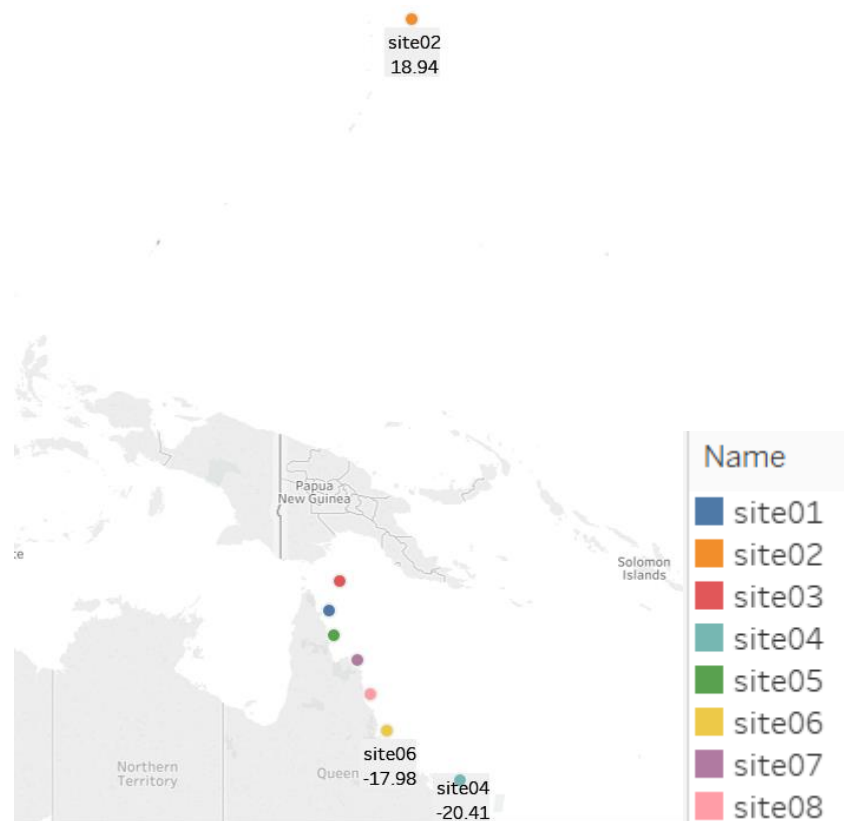 site02
18.94
Papua
New Guinea
Solomon
Islands
Northern
Territory
Queen
site06
-17.98
site04
-20.41
Name
site01
site02
site03
site04
site05
site06
site07
site08